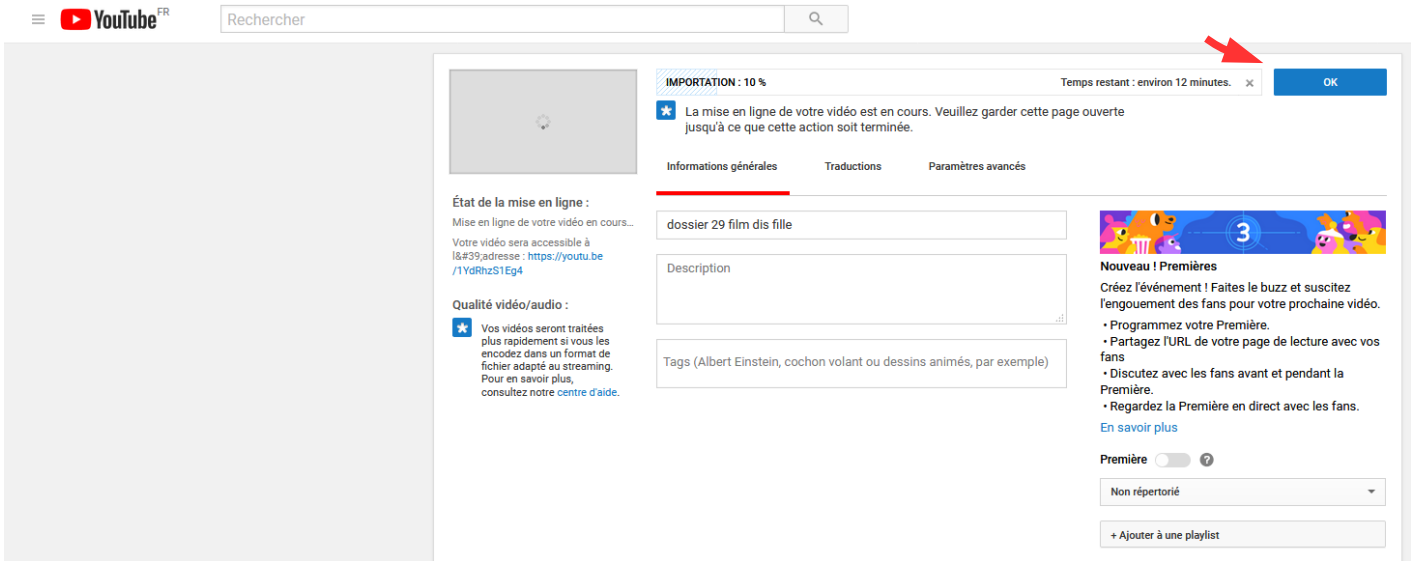 YouTube FR
Rechercher
IMPORTATION : 10 %
Temps restant : environ 12 minutes.
OK
La mise en ligne de votre vidéo est en cours. Veuillez garder cette page ouverte
jusqu'à ce que cette action soit terminée.
Informations générales
Traductions
Paramètres avancés
État de la mise en ligne :
Mise en ligne de votre vidéo en cours...
Votre vidéo sera accessible à
l&#39;adresse : https://youtu.be
/1YdRhzS1Eg4
Qualité vidéo/audio :
Vos vidéos seront traitées
plus rapidement si vous les
encodez dans un format de
fichier adapté au streaming.
Pour en savoir plus,
consultez notre centre d'aide.
dossier 29 film dis fille
Description
Tags (Albert Einstein, cochon volant ou dessins animés, par exemple)
3
Nouveau ! Premières
Créez l'événement ! Faites le buzz et suscitez
l'engouement des fans pour votre prochaine vidéo.
• Programmez votre Première.
• Partagez l'URL de votre page de lecture avec vos
fans
• Discutez avec les fans avant et pendant la
Première.
• Regardez la Première en direct avec les fans.
En savoir plus
Première ?
Non répertorié
+ Ajouter à une playlist